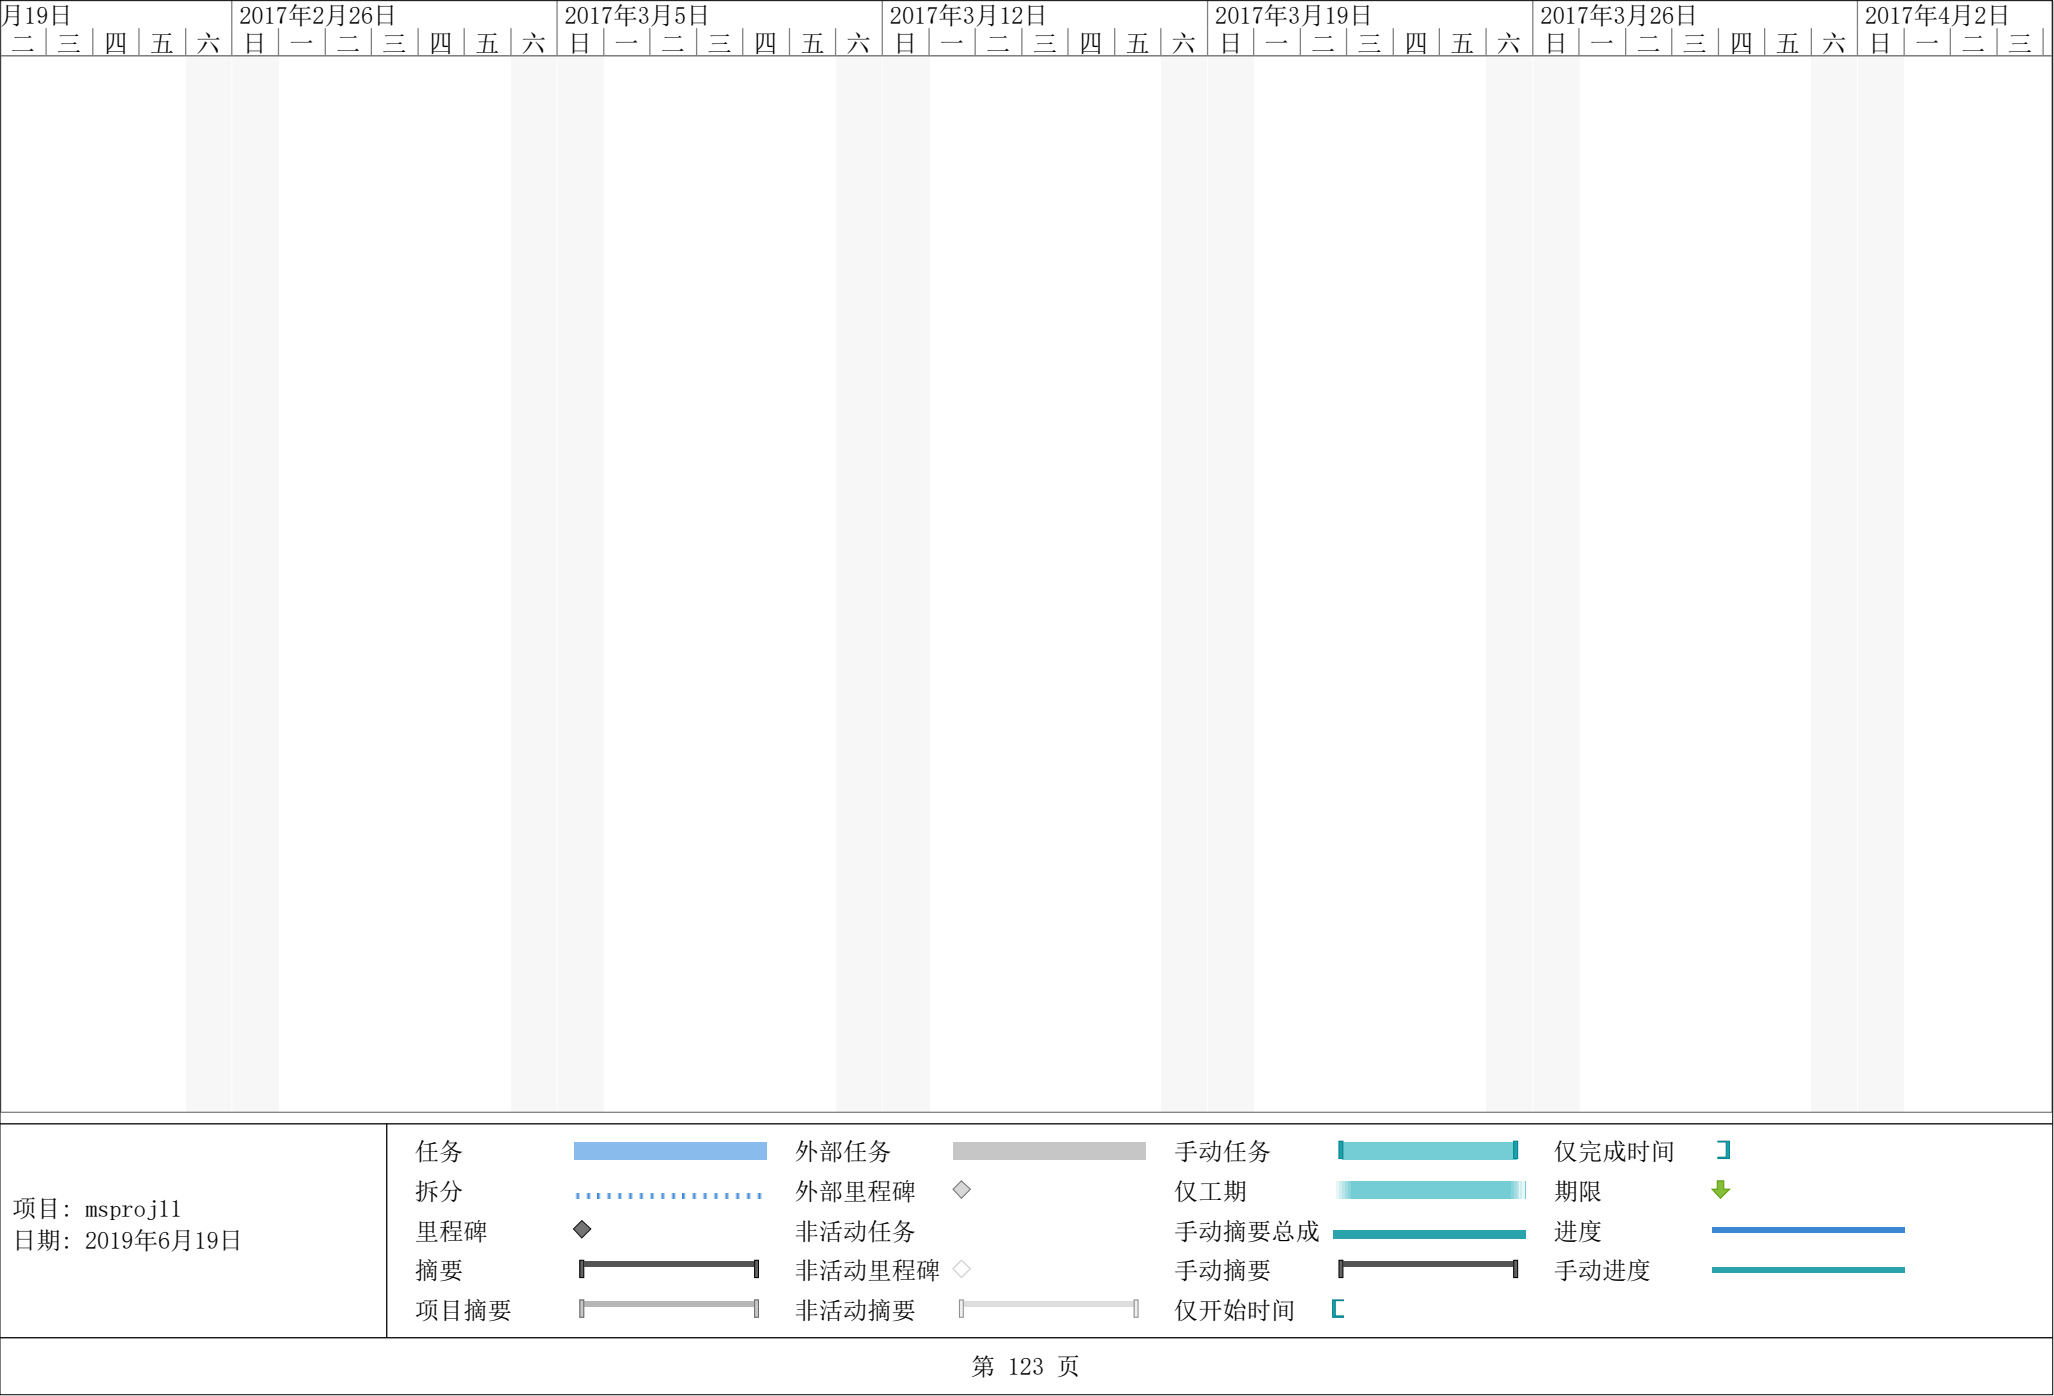 月19日 2017年2月26日 2017年3月5日 2017年3月12日 2017年3月19日 2017年3月26日 2017年4月2日
二 三 四 五 六 日 一 二 三 四 五 六 日 一 二 三 四 五 六 日 一 二 三 四 五 六 日 一 二 三 四 五 六 日 一 二 三 四 五 六 日 一 二 三
项目: msproj11
日期: 2019年6月19日
任务 外部任务 手动任务 仅完成时间
拆分 外部里程碑 仅工期 期限
里程碑 非活动任务 手动摘要总成 进度
摘要 非活动里程碑 手动摘要 手动进度
项目摘要 非活动摘要 仅开始时间
第 123 页